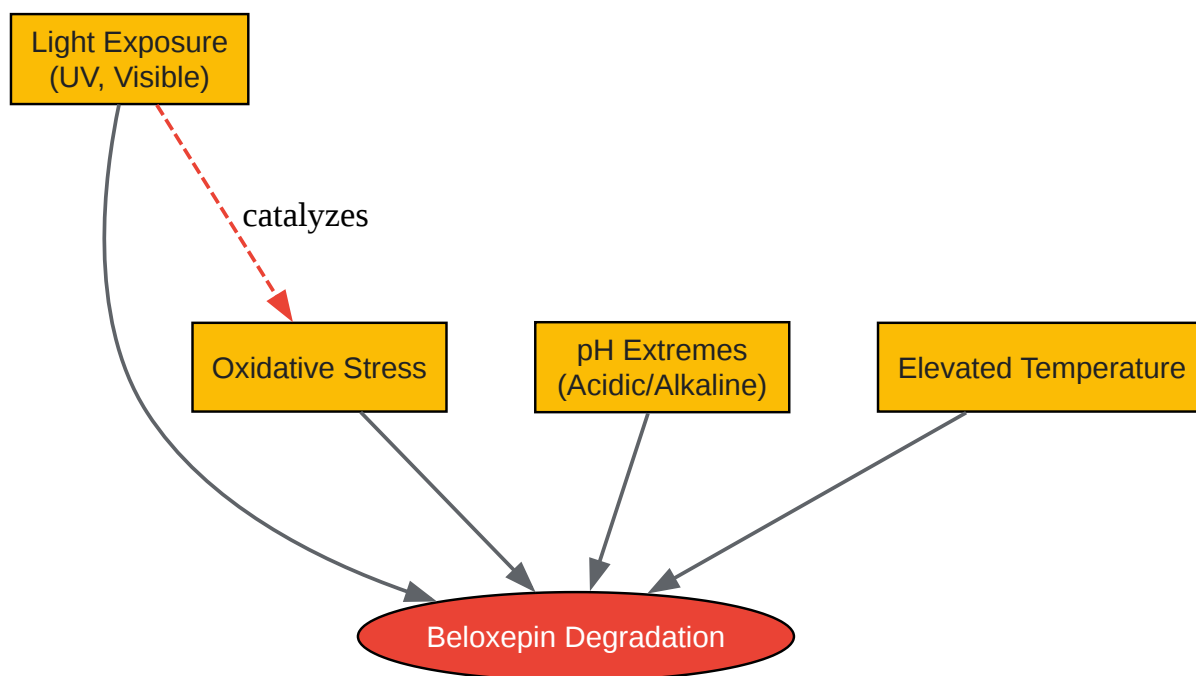 Light Exposure
(UV, Visible)
catalyzes
Oxidative Stress
pH Extremes
(Acidic/Alkaline)
Elevated Temperature
Beloxepin Degradation